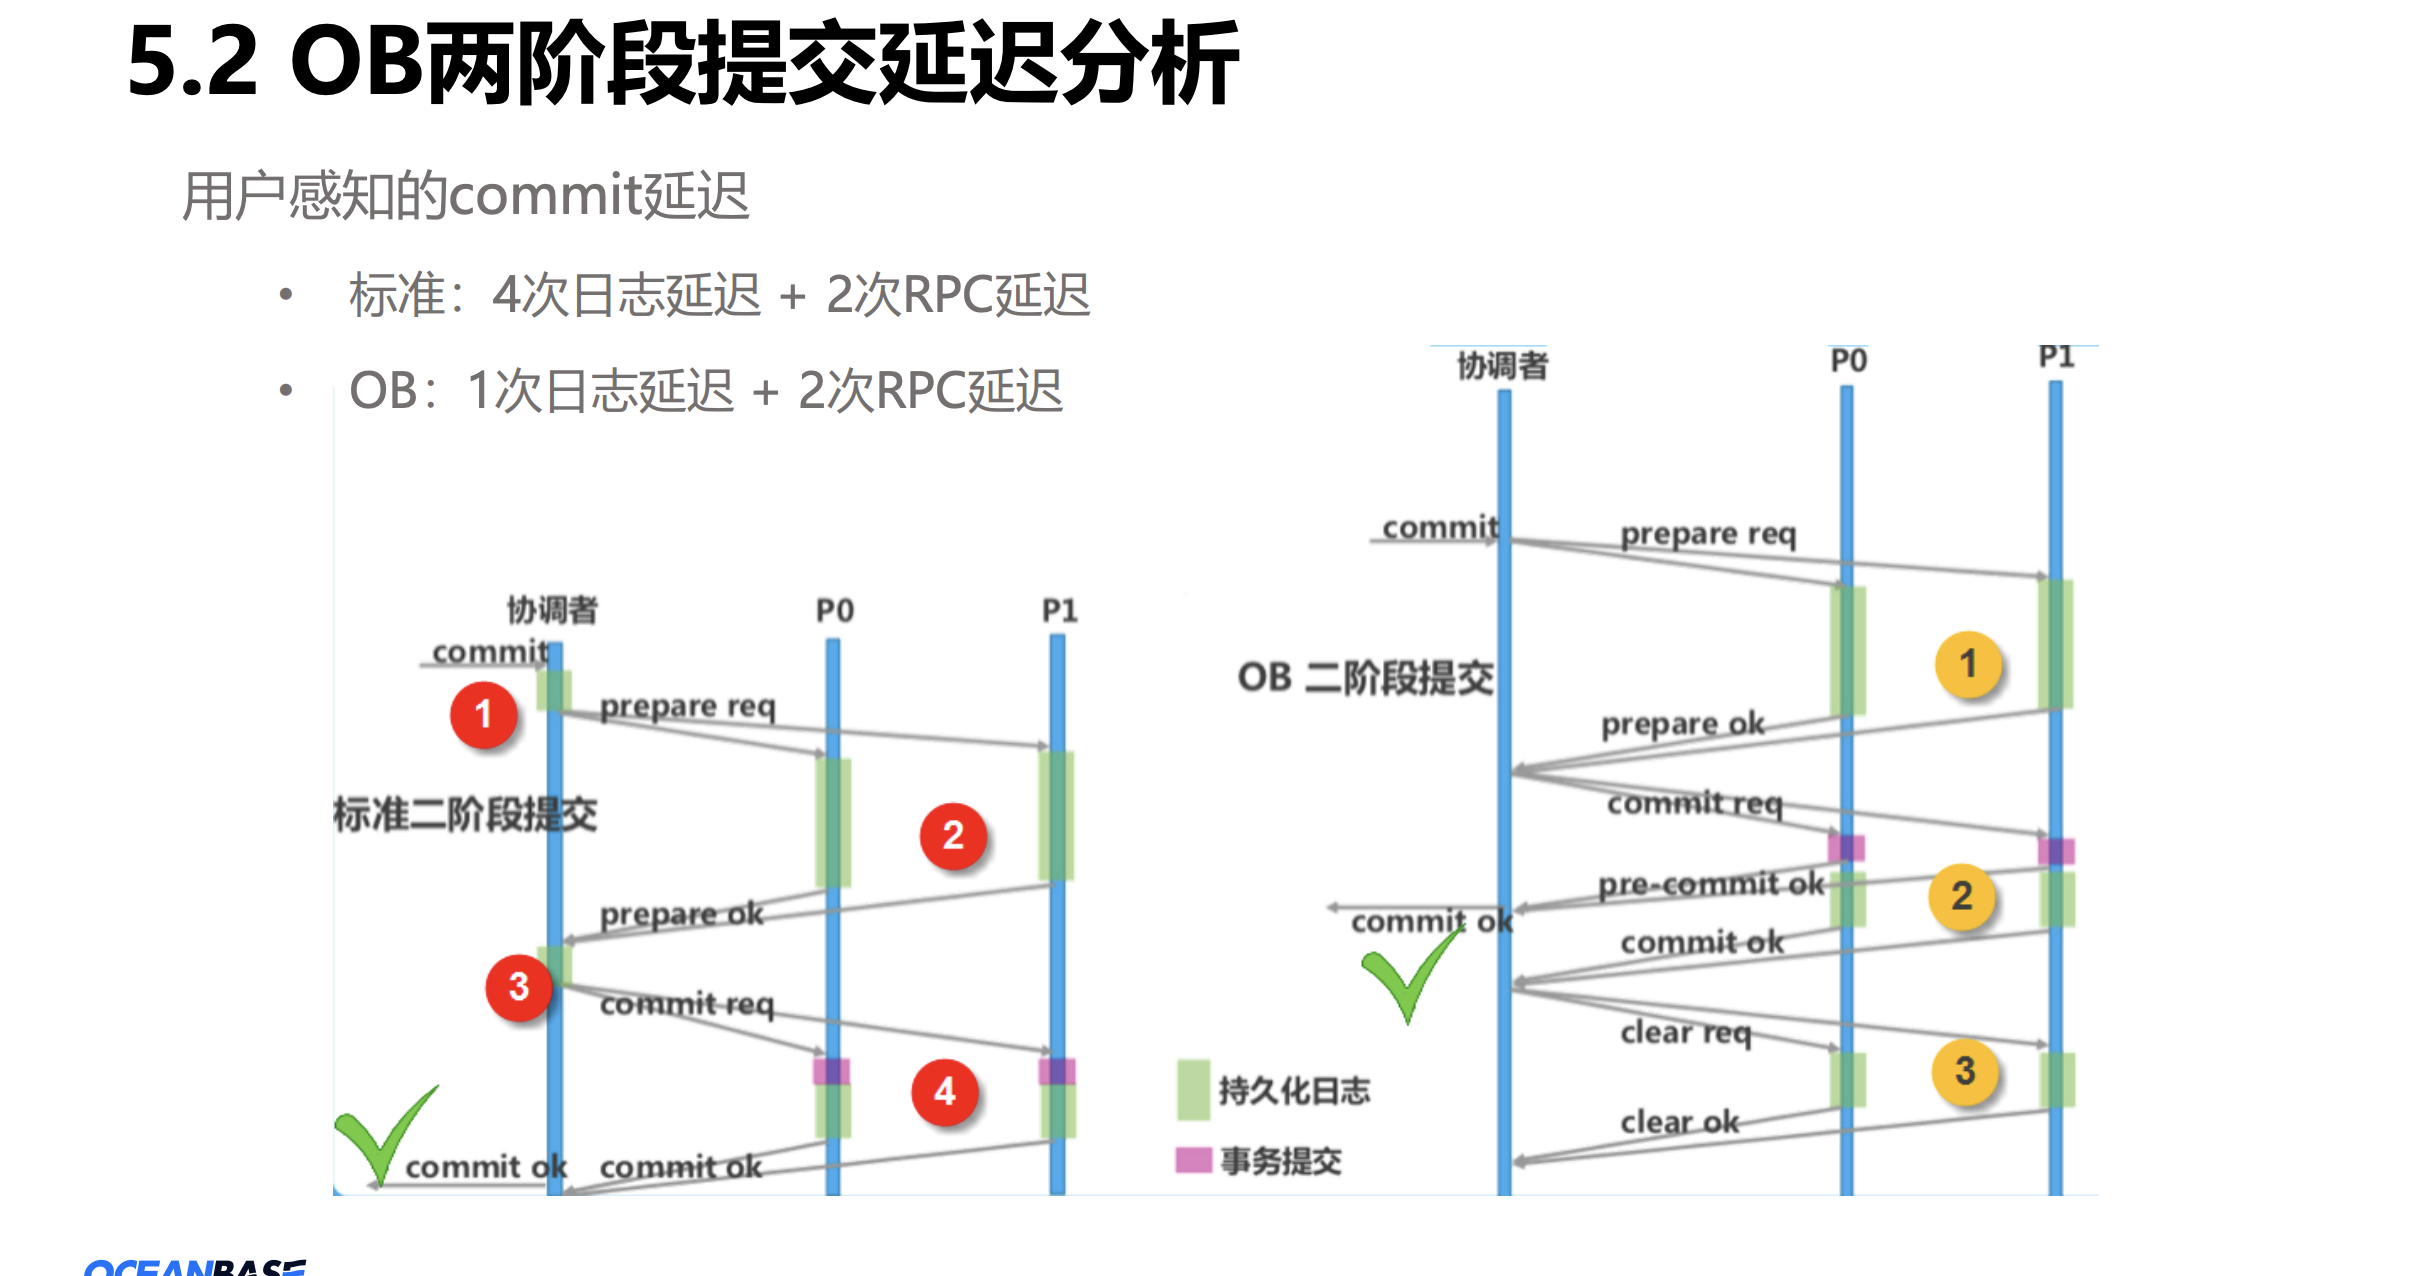 5.2 OB两阶段提交延迟分析
用户感知的commit延迟
• 标准：4次日志延迟 + 2次RPC延迟
• OB：1次日志延迟 + 2次RPC延迟
协调者 P0 P1
commit
1
prepare req
标准二阶段提交
2
prepare ok
3
commit req
4
commit ok commit ok
协调者 P0 P1
commit prepare req
OB 二阶段提交
1
prepare ok
commit req
pre-commit ok
2
commit ok
commit ok
clear req
3
clear ok
持久化日志
事务提交
OCEANBASE